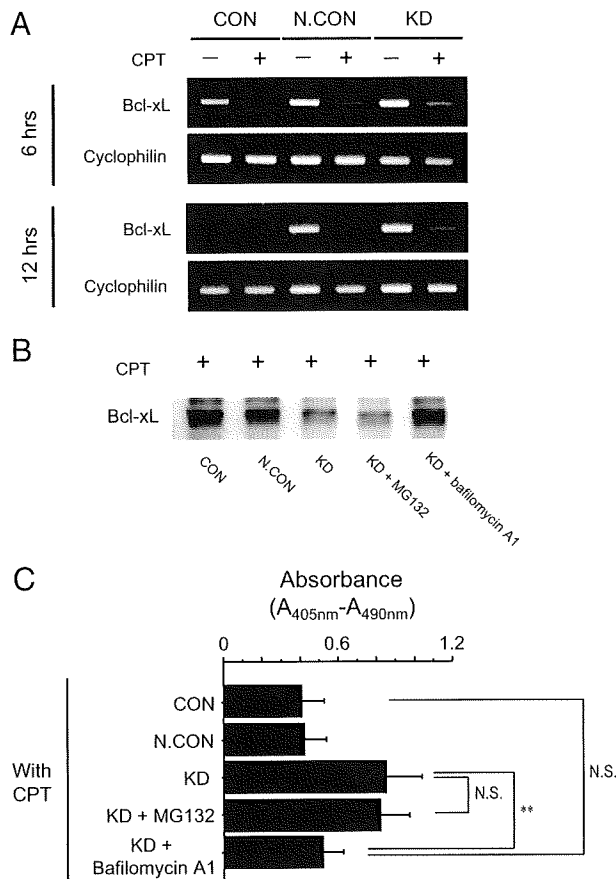 A
CON N.CON KD
CPT − + − + − +
6 hrs
Bcl-xL
Cyclophilin
12 hrs
Bcl-xL
Cyclophilin
B
CPT + + + + +
Bcl-xL
CON N.CON KD KD + MG132 KD + bafilomycin A1
C
Absorbance
(A405nm-A490nm)
0 0.6 1.2
With
CPT
CON
N.CON
KD
KD + MG132
KD +
Bafilomycin A1
N.S.
**
N.S.